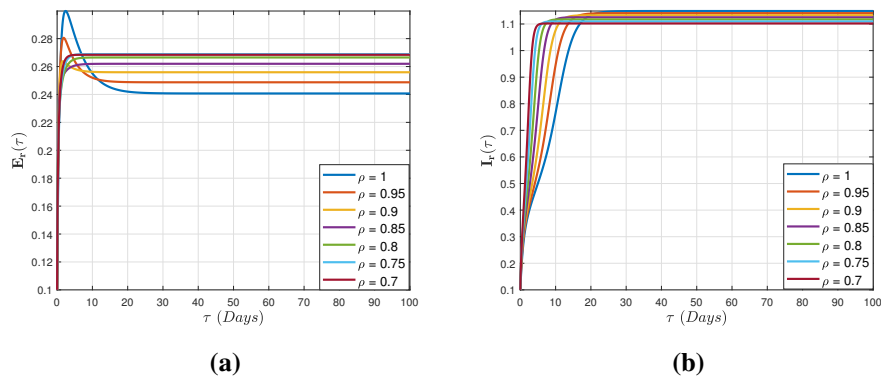 0.28
0.26
0.24
0.22
0.2
0.18
0.16
0.14
0.12
0.1
E_r(τ)
ρ = 1
ρ = 0.95
ρ = 0.9
ρ = 0.85
ρ = 0.8
ρ = 0.75
ρ = 0.7
0 10 20 30 40 50 60 70 80 90 100
τ (Days)
(a)
1.1
1
0.9
0.8
0.7
0.6
0.5
0.4
0.3
0.2
0.1
I_r(τ)
ρ = 1
ρ = 0.95
ρ = 0.9
ρ = 0.85
ρ = 0.8
ρ = 0.75
ρ = 0.7
0 10 20 30 40 50 60 70 80 90 100
τ (Days)
(b)